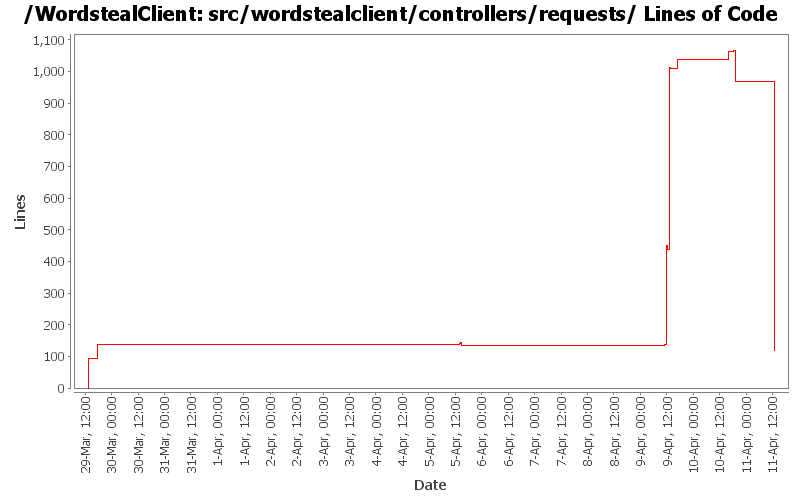 /WordstealClient: src/wordstealclient/controllers/requests/ Lines of Code
1,100
1,000
900
800
700
600
500
400
300
200
100
0
Lines
29-Mar, 12:00
30-Mar, 00:00
30-Mar, 12:00
31-Mar, 00:00
31-Mar, 12:00
1-Apr, 00:00
1-Apr, 12:00
2-Apr, 00:00
2-Apr, 12:00
3-Apr, 00:00
3-Apr, 12:00
4-Apr, 00:00
4-Apr, 12:00
5-Apr, 00:00
5-Apr, 12:00
6-Apr, 00:00
6-Apr, 12:00
7-Apr, 00:00
7-Apr, 12:00
8-Apr, 00:00
8-Apr, 12:00
9-Apr, 00:00
9-Apr, 12:00
10-Apr, 00:00
10-Apr, 12:00
11-Apr, 00:00
11-Apr, 12:00
Date